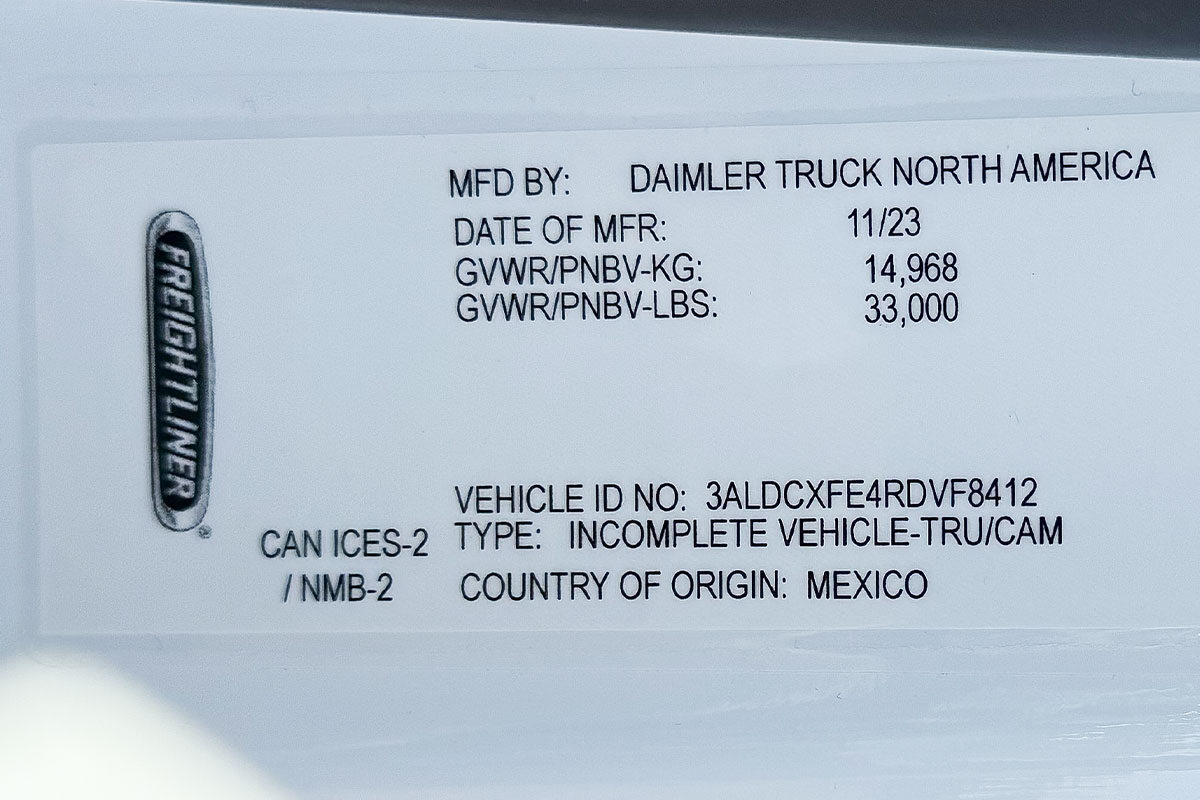 FREIGHTLINER®
MFD BY: DAIMLER TRUCK NORTH AMERICA
DATE OF MFR: 11/23
GVWR/PNBV-KG: 14,968
GVWR/PNBV-LBS: 33,000
VEHICLE ID NO: 3ALDCXFE4RDVF8412
CAN ICES-2 TYPE: INCOMPLETE VEHICLE-TRU/CAM
/ NMB-2 COUNTRY OF ORIGIN: MEXICO